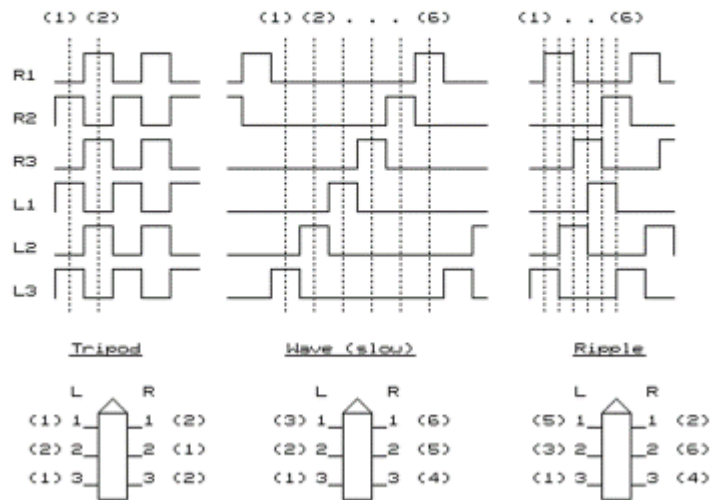 (1) (2) (1) (2) . . . (6) (1) . . (6)
R1
R2
R3
L1
L2
L3
Tripod Wave (slow) Ripple
L R L R L R
(1) 1 1 (2) (3) 1 1 (6) (5) 1 1 (2)
(2) 2 2 (1) (2) 2 2 (5) (3) 2 2 (6)
(1) 3 3 (2) (1) 3 3 (4) (1) 3 3 (4)